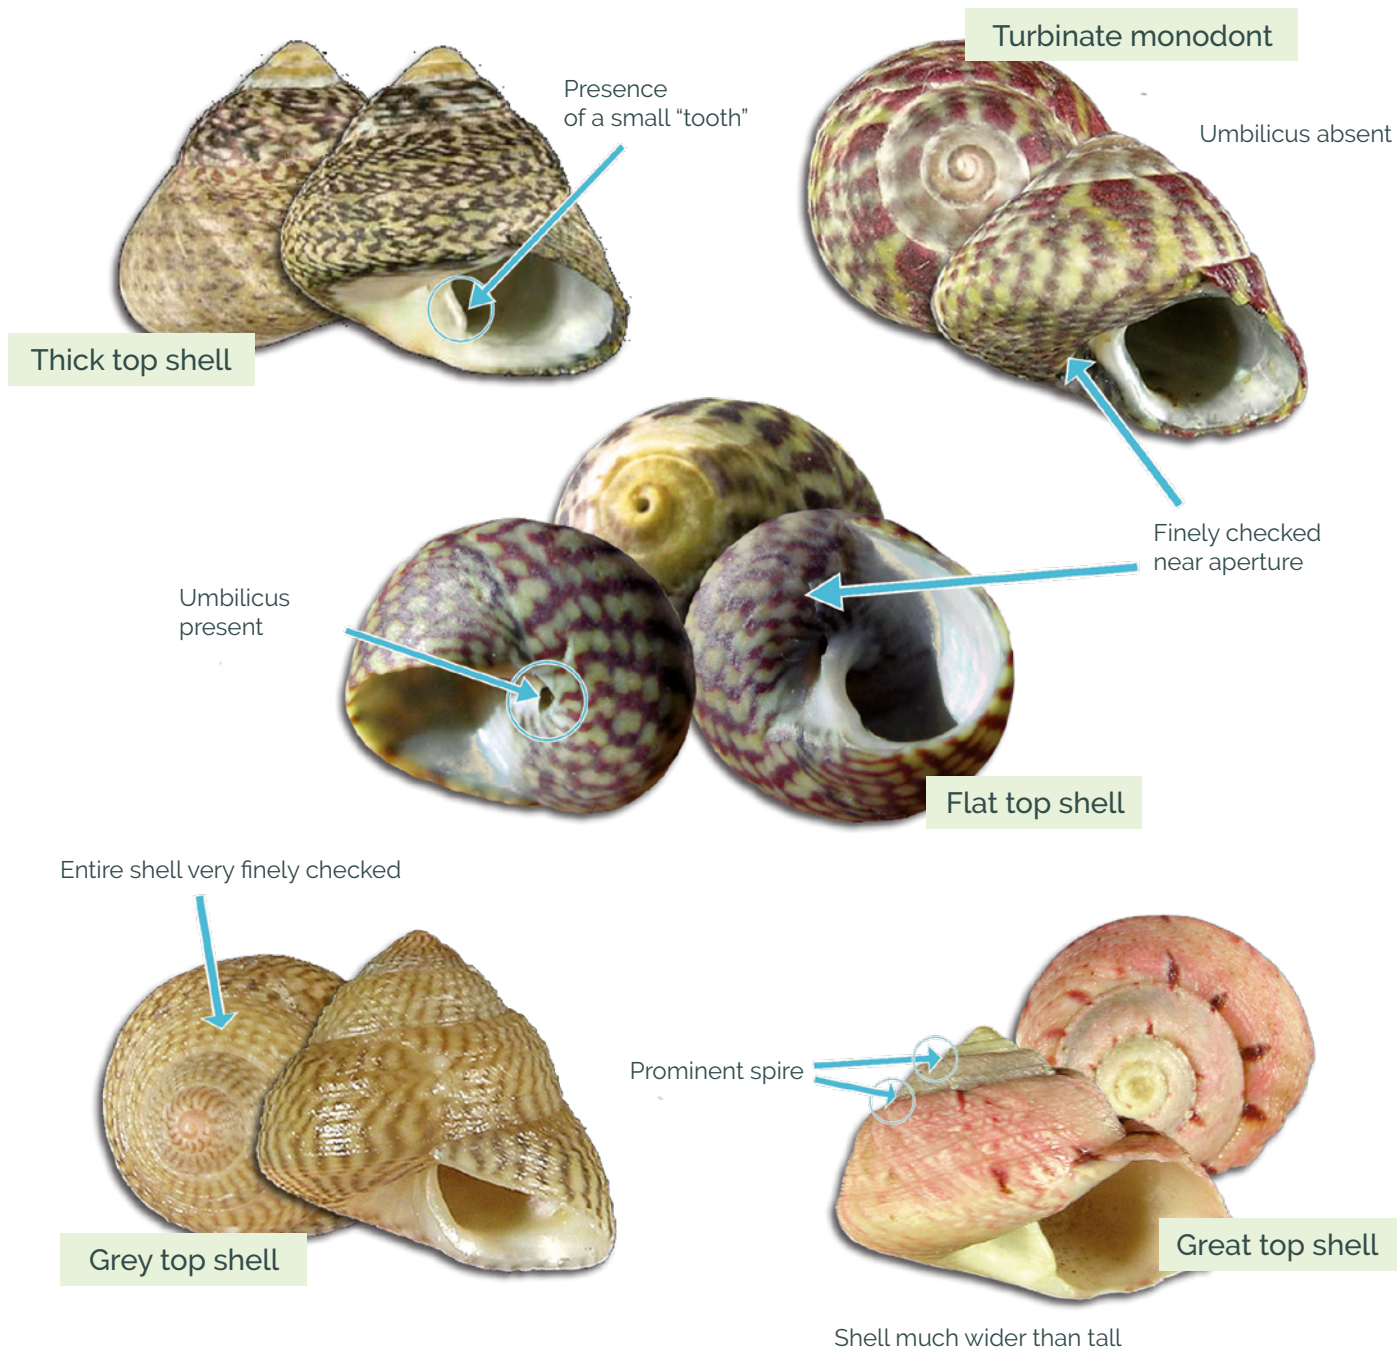 Turbinate monodont
Presence
of a small “tooth”
Umbilicus absent
Thick top shell
Finely checked
near aperture
Umbilicus
present
Flat top shell
Entire shell very finely checked
Prominent spire
Grey top shell
Great top shell
Shell much wider than tall